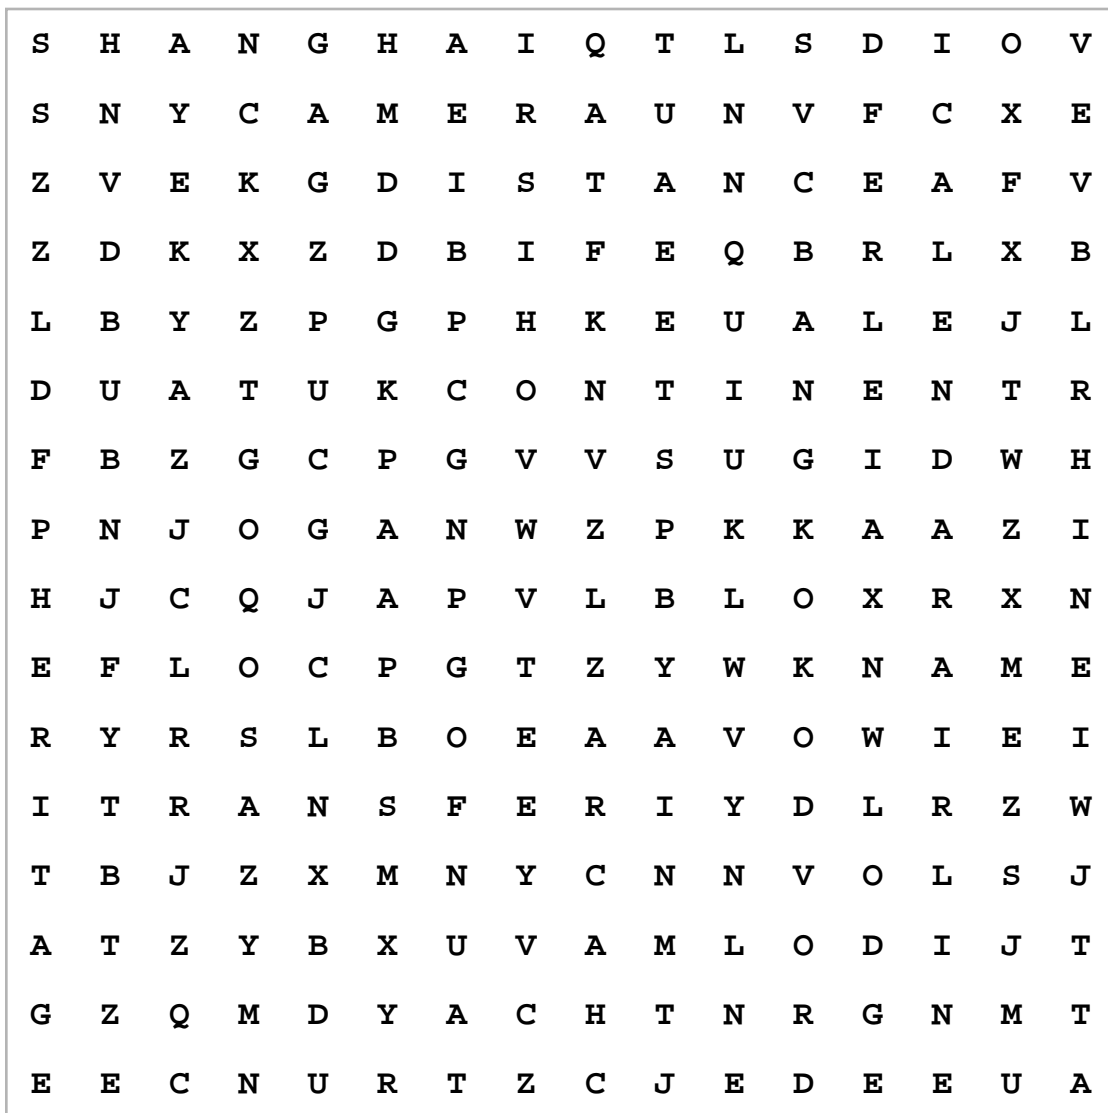 S H A N G H A I Q T L S D I O V
S N Y C A M E R A U N V F C X E
Z V E K G D I S T A N C E A F V
Z D K X Z D B I F E Q B R L X B
L B Y Z P G P H K E U A L E J L
D U A T U K C O N T I N E N T R
F B Z G C P G V V S U G I D W H
P N J O G A N W Z P K K A A Z I
H J C Q J A P V L B L O X R X N
E F L O C P G T Z Y W K N A M E
R Y R S L B O E A A V O W I E I
I T R A N S F E R I Y D L R Z W
T B J Z X M N Y C N N V O L S J
A T Z Y B X U V A M L O D I J T
G Z Q M D Y A C H T N R G N M T
E E C N U R T Z C J E D E E U A